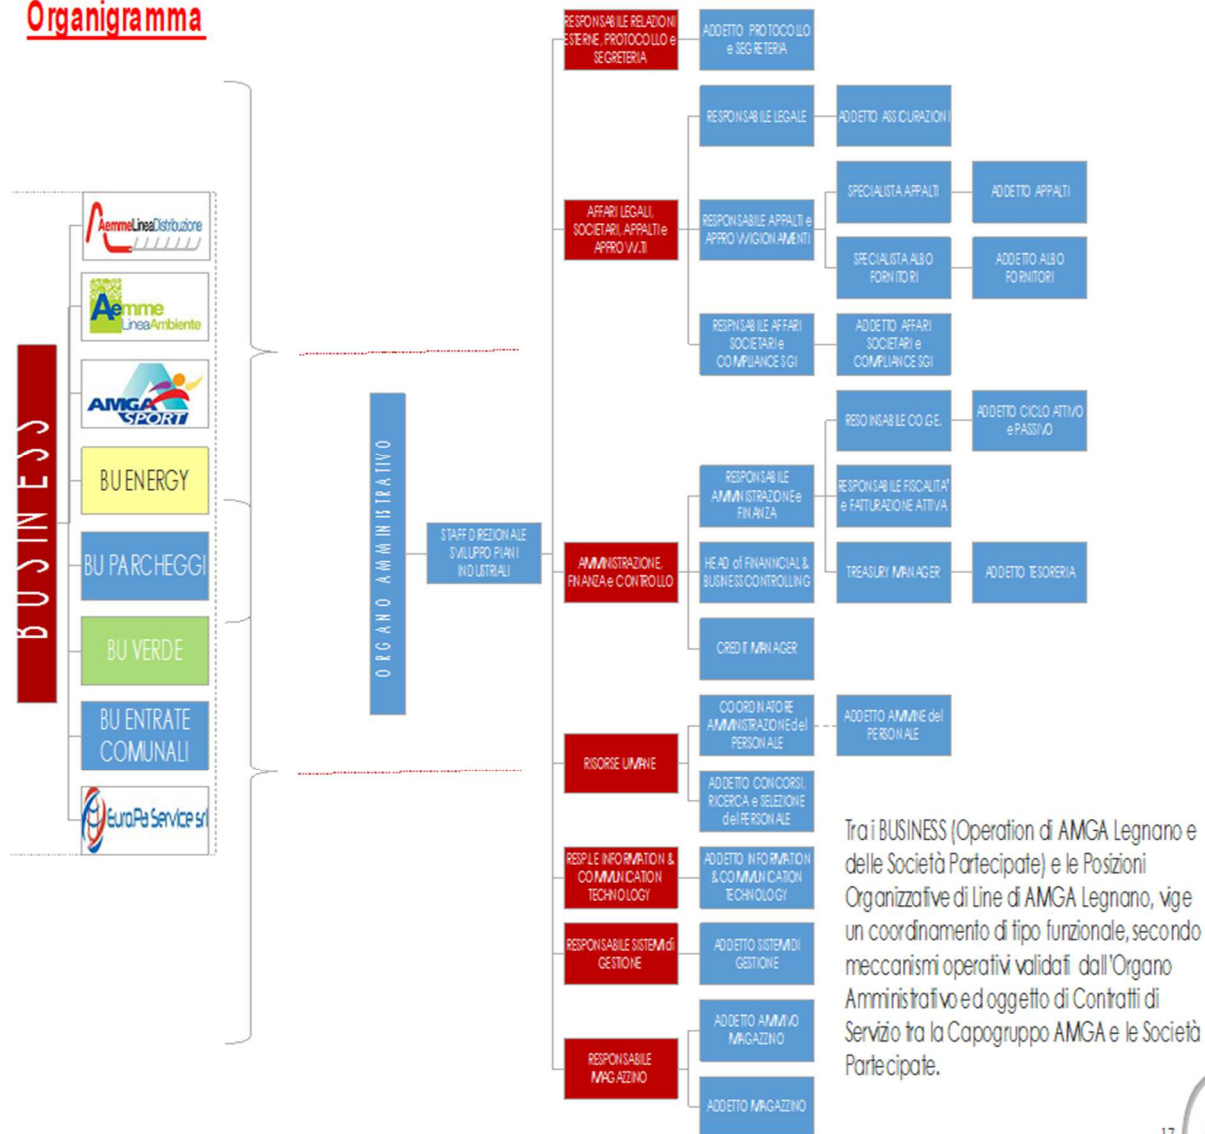 Organigramma
BUSINESS
AemmeLineaDistribuzione
Aemme
LineaAmbiente
AMGA
SPORT
BU ENERGY
BU PARCHEGGI
BU VERDE
BU ENTRATE
COMUNALI
EuroPa Service srl
ORGANO AMMINISTRATIVO
STAFF DIREZIONALE
SVILUPPO PIANI
INDUSTRIALI
RESPONSABILE RELAZIONI
ESTERNE, PROTOCOLLO e
SEGRETERIA
ADDETTO PROTOCOLLO
e SEGRETERIA
AFFARI LEGALI,
SOCIETARI, APPALTI e
APPROVV.TI
RESPONSABILE LEGALE
ADDETTO ASSICURAZIONI
RESPONSABILE APPALTI e
APPROVVIGIONAMENTI
SPECIALISTA APPALTI
ADDETTO APPALTI
SPECIALISTA ALBO
FORNITORI
ADDETTO ALBO
FORNITORI
RESPNSABILE AFFARI
SOCIETARI e
COMPLIANCE SGI
ADDETTO AFFARI
SOCIETARI e
COMPLIANCE SGI
AMMNISTRAZIONE,
FINANZA e CONTROLLO
RESPONSABILE
AMMNISTRAZIONE e
FINANZA
RESOINSABILE CO.GE.
ADDETTO CICLO ATTIVO
e PASSIVO
RESPONSABILE FISCALITA'
e FATTURAZIONE ATTIVA
TREASURY MANAGER
ADDETTO TESORERIA
HEAD of FINANNCIAL &
BUSINESS CONTROLLING
CREDIT MANAGER
RISORSE UMANE
COORDINATORE
AMMNISTRAZIONE del
PERSONALE
ADDETTO AMM.NE del
PERSONALE
ADDETTO CONCORSI,
RICERCA e SELEZIONE
del PERSONALE
RESP.LE INFORMATION &
COMMUNICATION
TECHNOLOGY
ADDETTO INFORMATION
& COMMUNICATION
TECHNOLOGY
RESPONSABILE SISTEMI di
GESTIONE
ADDETTO SISTEMI DI
GESTIONE
RESPONSABILE
MAGAZZINO
ADDETTO AMM.VO
MAGAZZINO
ADDETTO MAGAZZINO
Tra i BUSINESS (Operation di AMGA Legnano e
delle Società Partecipate) e le Posizioni
Organizzative di Line di AMGA Legnano, vige
un coordinamento di tipo funzionale, secondo
meccanismi operativi validati dall'Organo
Amministrativo ed oggetto di Contratti di
Servizio tra la Capogruppo AMGA e le Società
Partecipate.
17